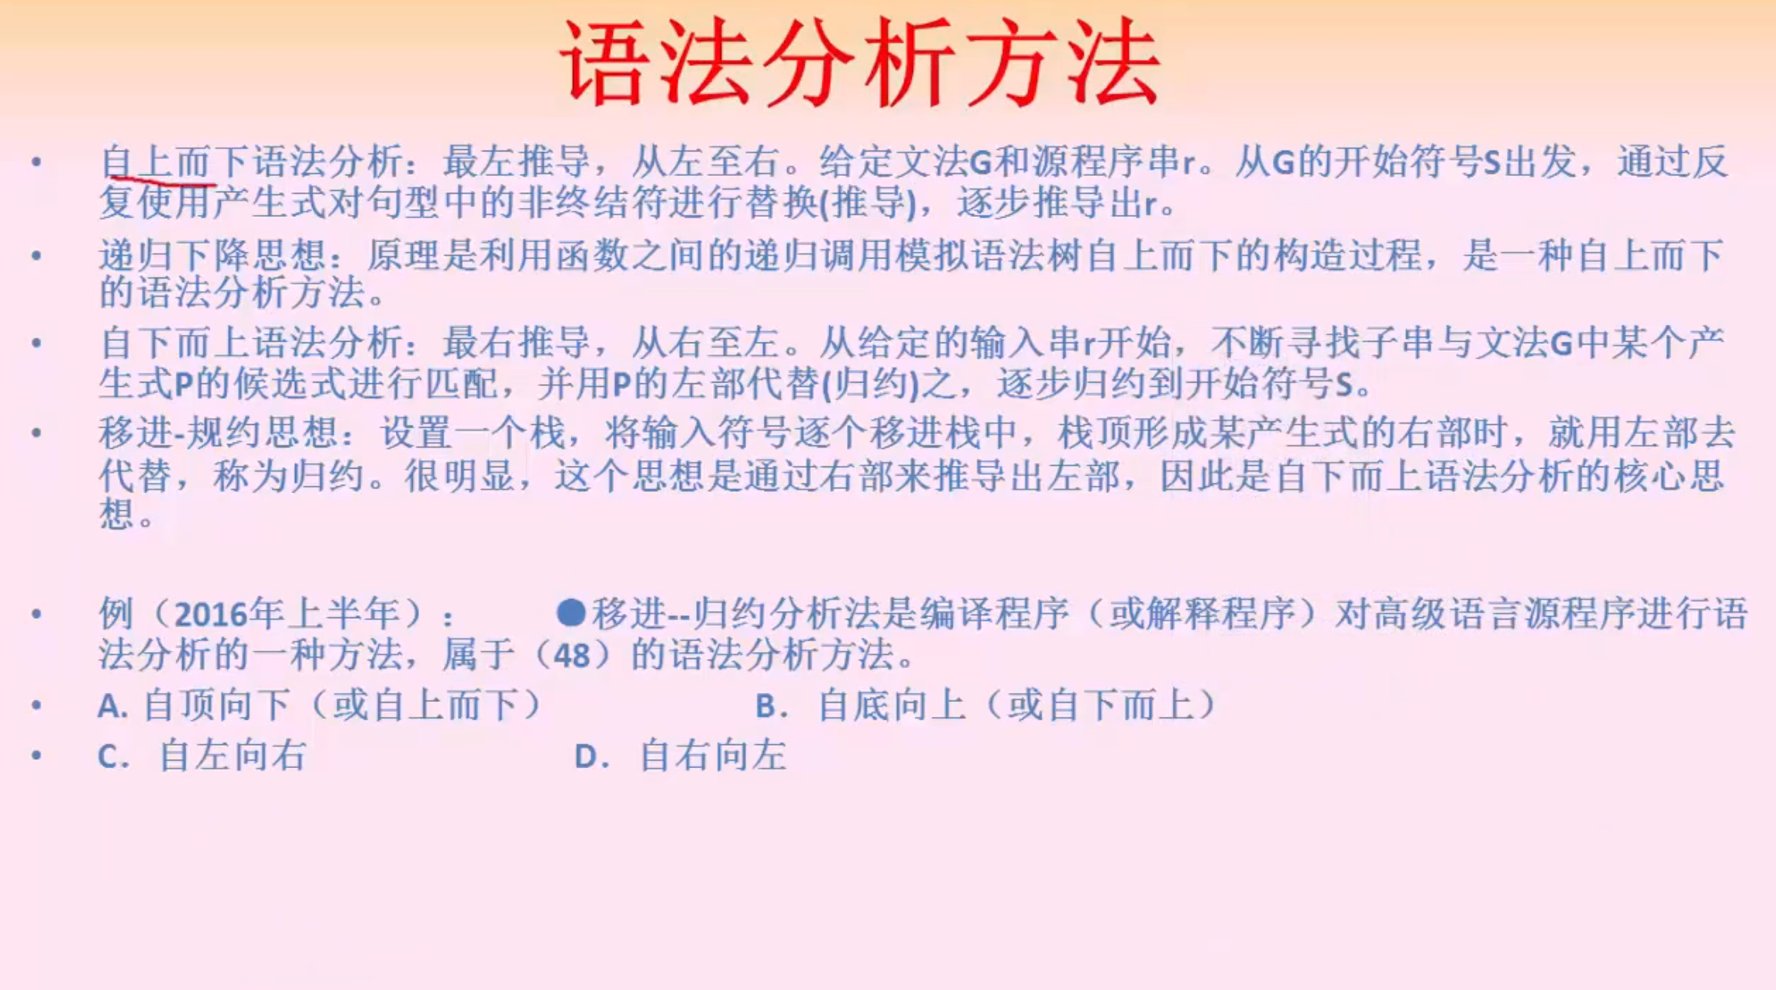 语法分析方法
• 自上而下语法分析：最左推导，从左至右。给定文法G和源程序串r。从G的开始符号S出发，通过反
复使用产生式对句型中的非终结符进行替换(推导)，逐步推导出r。
• 递归下降思想：原理是利用函数之间的递归调用模拟语法树自上而下的构造过程，是一种自上而下
的语法分析方法。
• 自下而上语法分析：最右推导，从右至左。从给定的输入串r开始，不断寻找子串与文法G中某个产
生式P的候选式进行匹配，并用P的左部代替(归约)之，逐步归约到开始符号S。
• 移进-规约思想：设置一个栈，将输入符号逐个移进栈中，栈顶形成某产生式的右部时，就用左部去
代替，称为归约。很明显，这个思想是通过右部来推导出左部，因此是自下而上语法分析的核心思
想。
• 例（2016年上半年）： ●移进--归约分析法是编译程序（或解释程序）对高级语言源程序进行语
法分析的一种方法，属于（48）的语法分析方法。
• A. 自顶向下（或自上而下） B． 自底向上（或自下而上）
• C． 自左向右 D． 自右向左